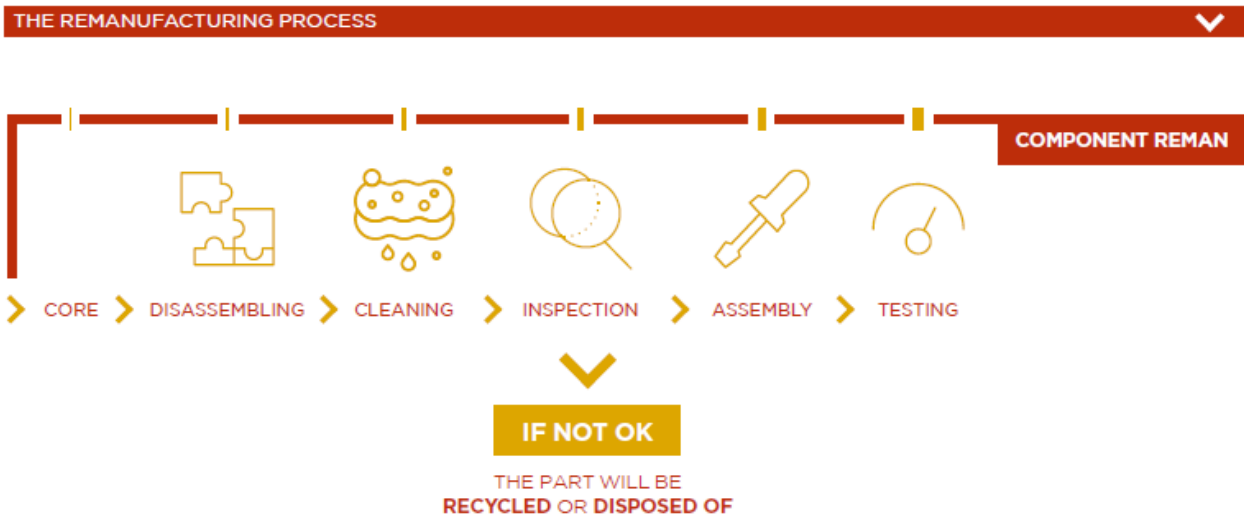 THE REMANUFACTURING PROCESS
COMPONENT REMAN
CORE DISASSEMBLING CLEANING INSPECTION ASSEMBLY TESTING
IF NOT OK
THE PART WILL BE
RECYCLED OR DISPOSED OF